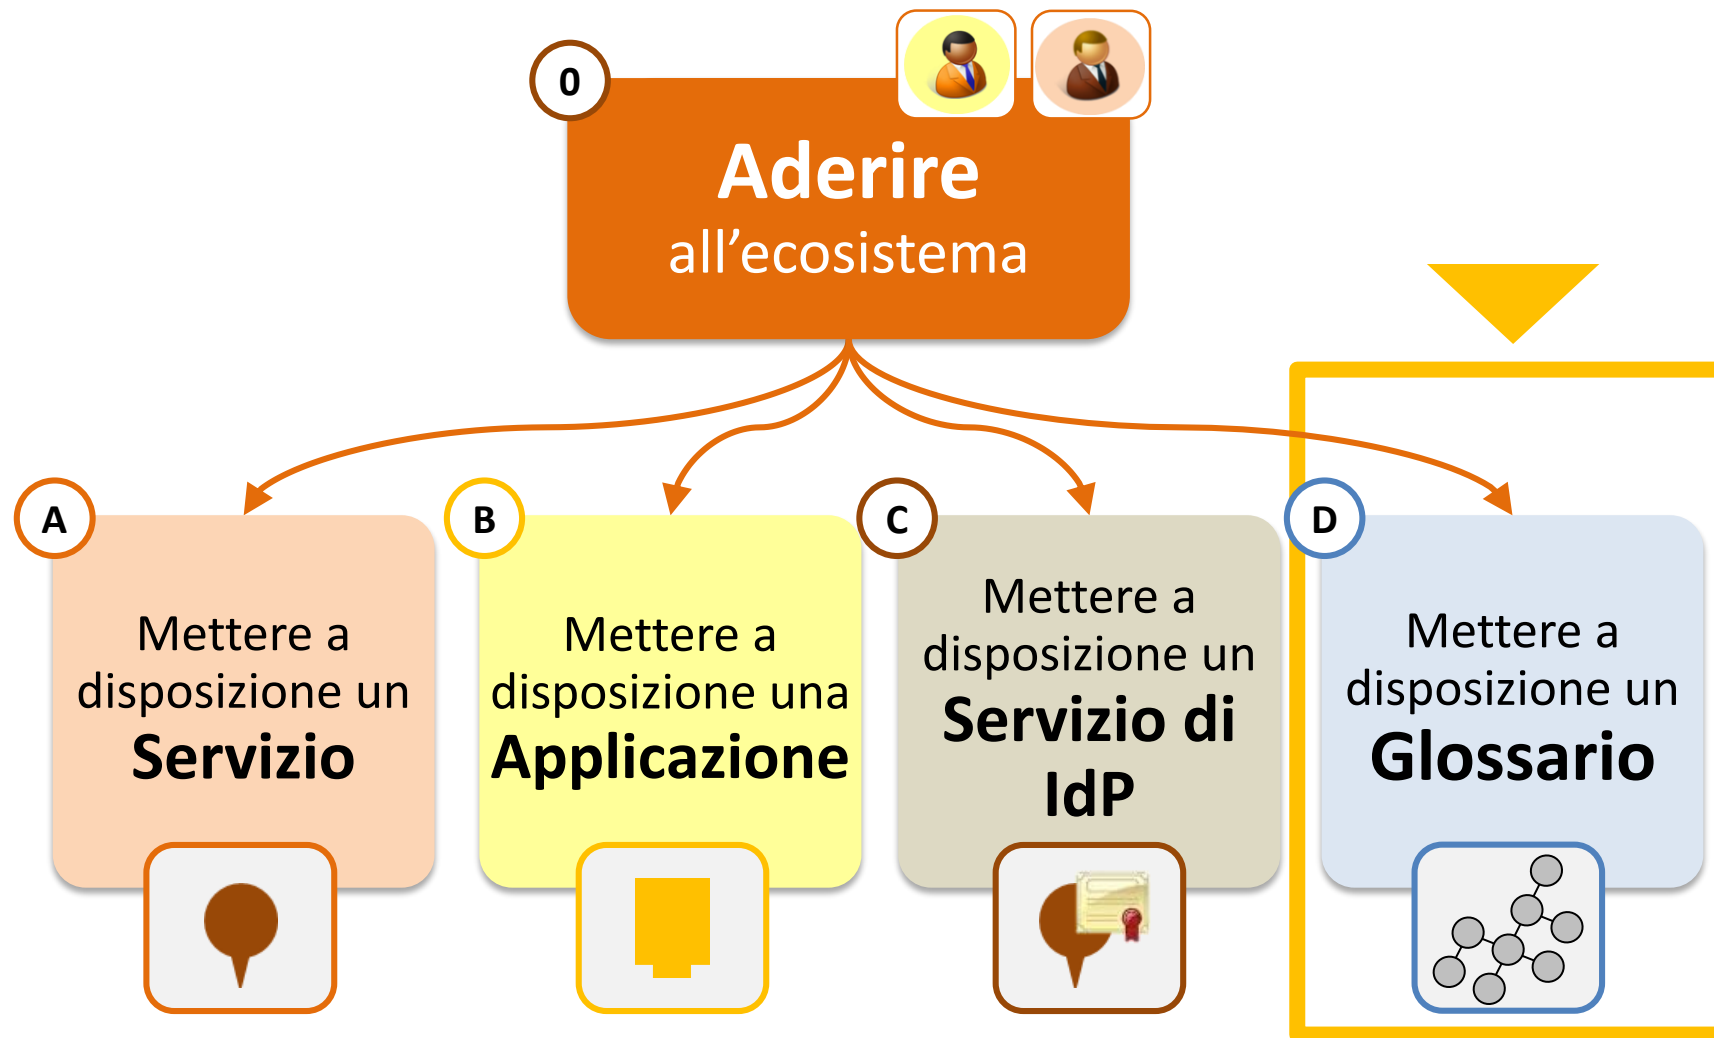 0
Aderire
all’ecosistema
A
Mettere a
disposizione un
Servizio
B
Mettere a
disposizione una
Applicazione
C
Mettere a
disposizione un
Servizio di
IdP
D
Mettere a
disposizione un
Glossario